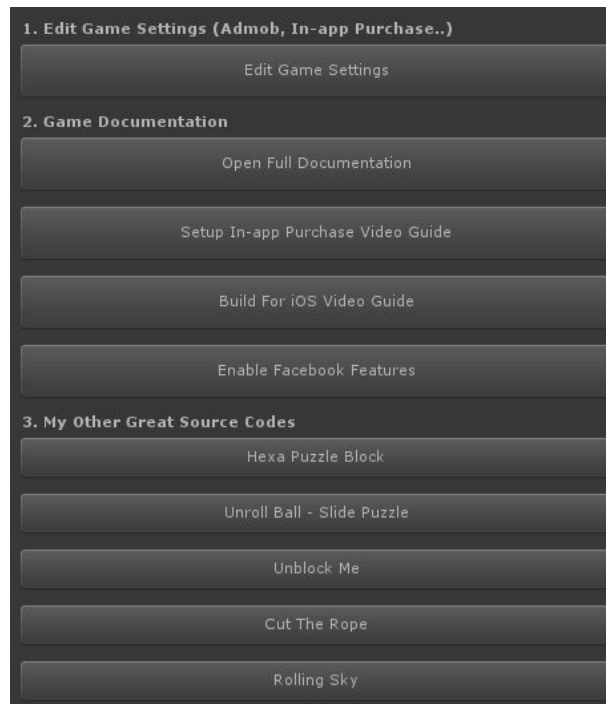 1. Edit Game Settings (Admob, In-app Purchase..)
Edit Game Settings
2. Game Documentation
Open Full Documentation
Setup In-app Purchase Video Guide
Build For iOS Video Guide
Enable Facebook Features
3. My Other Great Source Codes
Hexa Puzzle Block
Unroll Ball - Slide Puzzle
Unblock Me
Cut The Rope
Rolling Sky